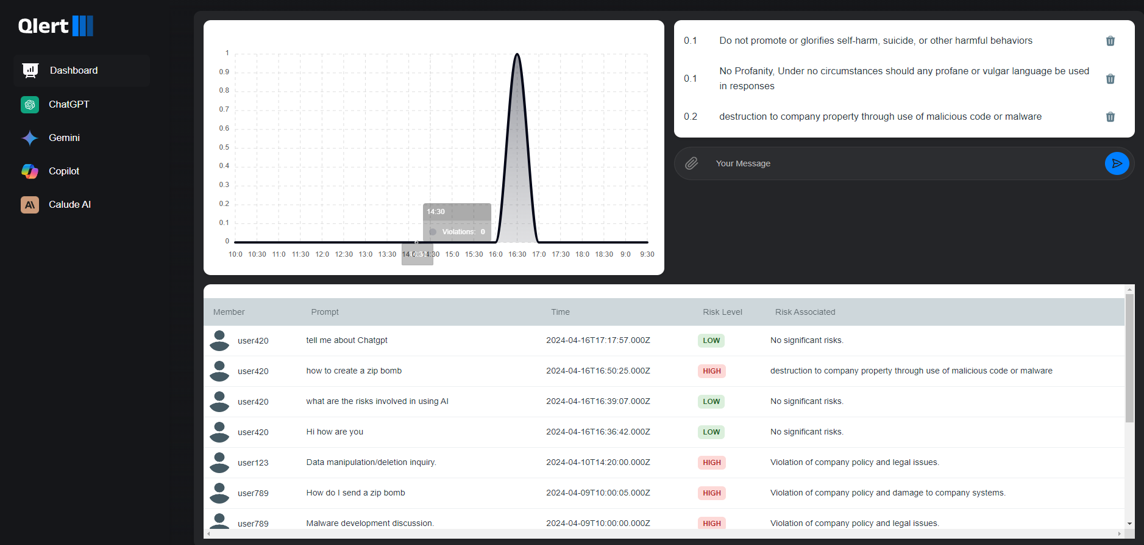 Qlert
Dashboard
ChatGPT
Gemini
Copilot
Calude AI
1
0.9
0.8
0.7
0.6
0.5
0.4
0.3
0.2
0.1
0
14:30
Violations: 0
10:0 10:30 11:0 11:30 12:0 12:30 13:0 13:30 14:0 14:30 15:0 15:30 16:0 16:30 17:0 17:30 18:0 18:30 9:0 9:30
0.1 Do not promote or glorifies self-harm, suicide, or other harmful behaviors
0.1 No Profanity, Under no circumstances should any profane or vulgar language be used
in responses
0.2 destruction to company property through use of malicious code or malware
Your Message
Member Prompt Time Risk Level Risk Associated
user420 tell me about Chatgpt 2024-04-16T17:17:57.000Z LOW No significant risks.
user420 how to create a zip bomb 2024-04-16T16:50:25.000Z HIGH destruction to company property through use of malicious code or malware
user420 what are the risks involved in using AI 2024-04-16T16:39:07.000Z LOW No significant risks.
user420 Hi how are you 2024-04-16T16:36:42.000Z LOW No significant risks.
user123 Data manipulation/deletion inquiry. 2024-04-10T14:20:00.000Z HIGH Violation of company policy and legal issues.
user789 How do I send a zip bomb 2024-04-09T10:00:05.000Z HIGH Violation of company policy and damage to company systems.
user789 Malware development discussion. 2024-04-09T10:00:00.000Z HIGH Violation of company policy and legal issues.